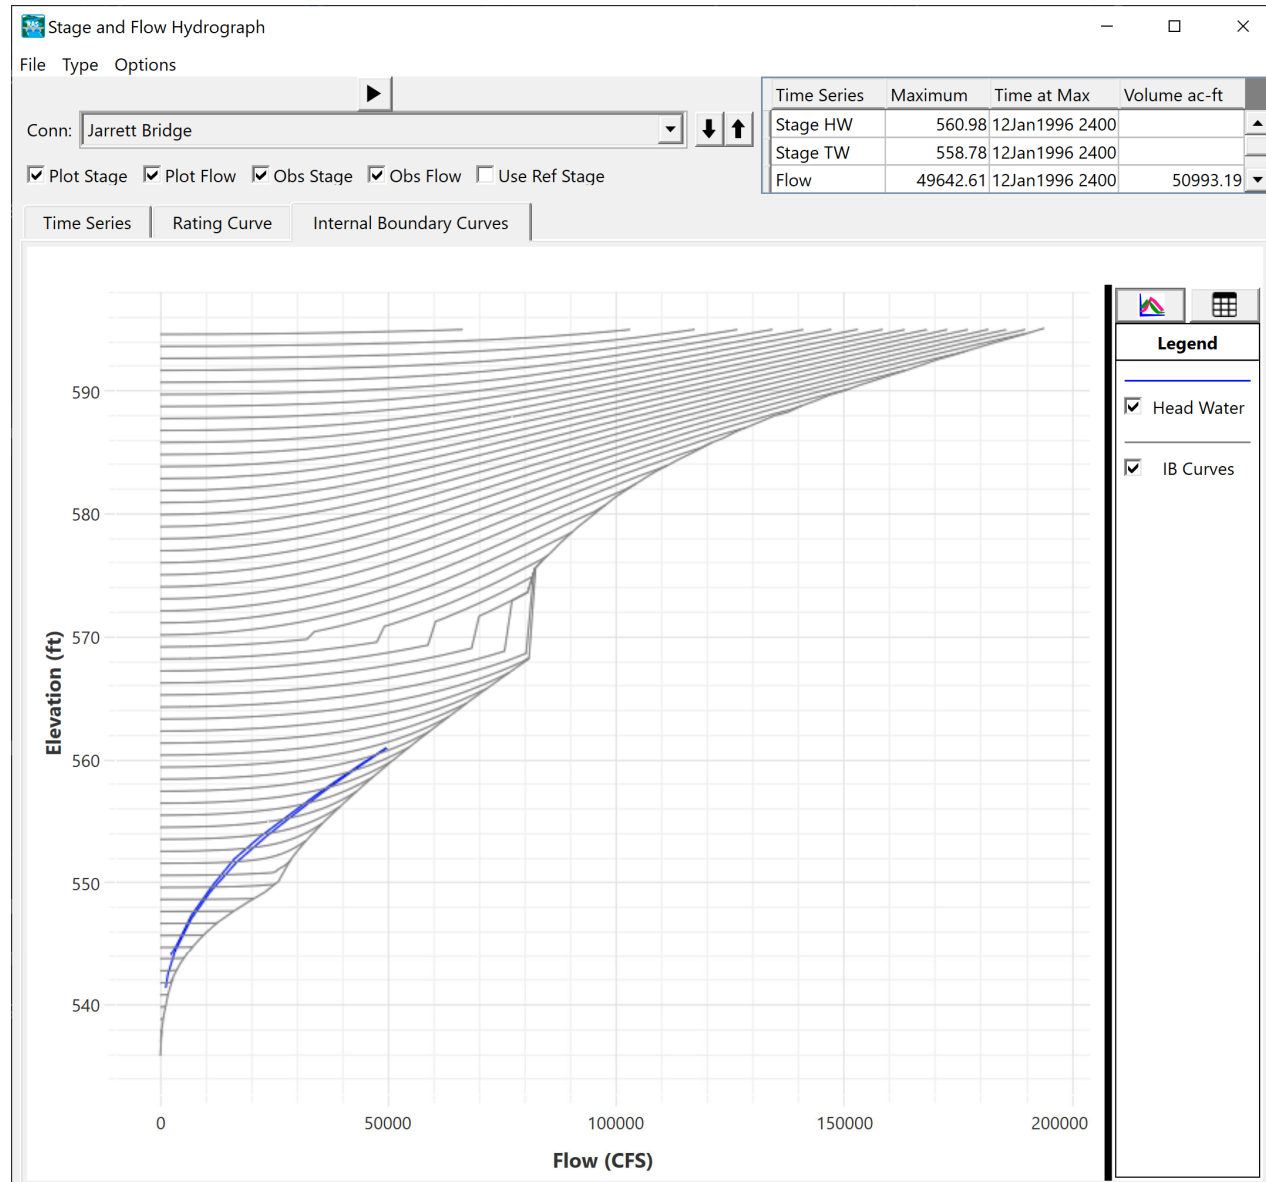 Stage and Flow Hydrograph
File Type Options
Conn: Jarrett Bridge
Plot Stage Plot Flow Obs Stage Obs Flow Use Ref Stage
Time Series Maximum Time at Max Volume ac-ft
Stage HW 560.98 12Jan1996 2400
Stage TW 558.78 12Jan1996 2400
Flow 49642.61 12Jan1996 2400 50993.19
Time Series Rating Curve Internal Boundary Curves
590
580
570
560
550
540
Elevation (ft)
0 50000 100000 150000 200000
Flow (CFS)
Legend
Head Water
IB Curves